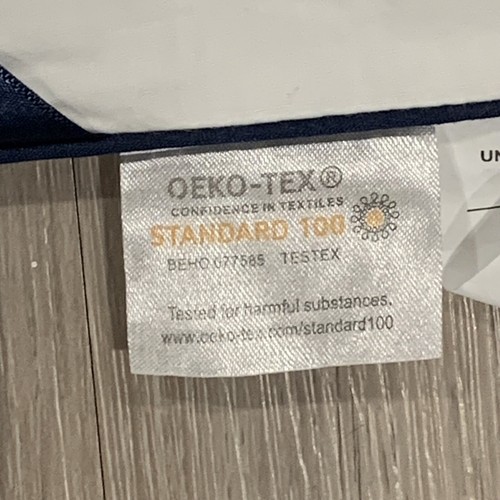 OEKO-TEX®
CONFIDENCE IN TEXTILES
STANDARD 100
BEHO 077585 TESTEX
Tested for harmful substances.
www.oeko-tex.com/standard100
UN